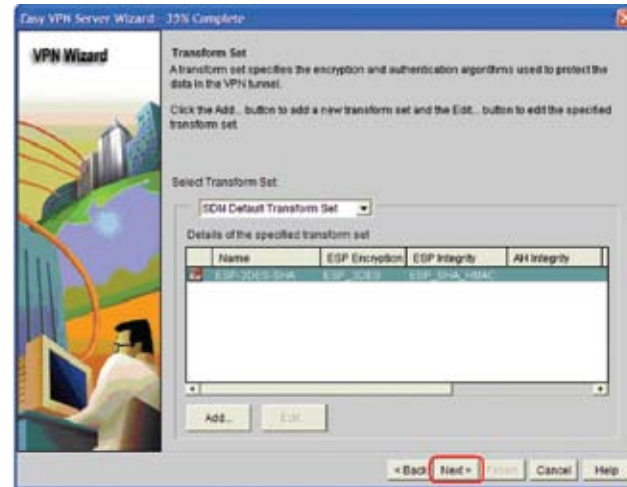 Easy VPN Server Wizard - 35% Complete
VPN Wizard
Transform Set
A transform set specifies the encryption and authentication algorithms used to protect the
data in the VPN tunnel.
Click the Add... button to add a new transform set and the Edit... button to edit the specified
transform set.
Select Transform Set:
SDM Default Transform Set
Details of the specified transform set
Name ESP Encryption ESP Integrity AH Integrity
ESP-3DES-SHA ESP_3DES ESP_SHA_HMAC
Add... Edit...
< Back Next > Finish Cancel Help